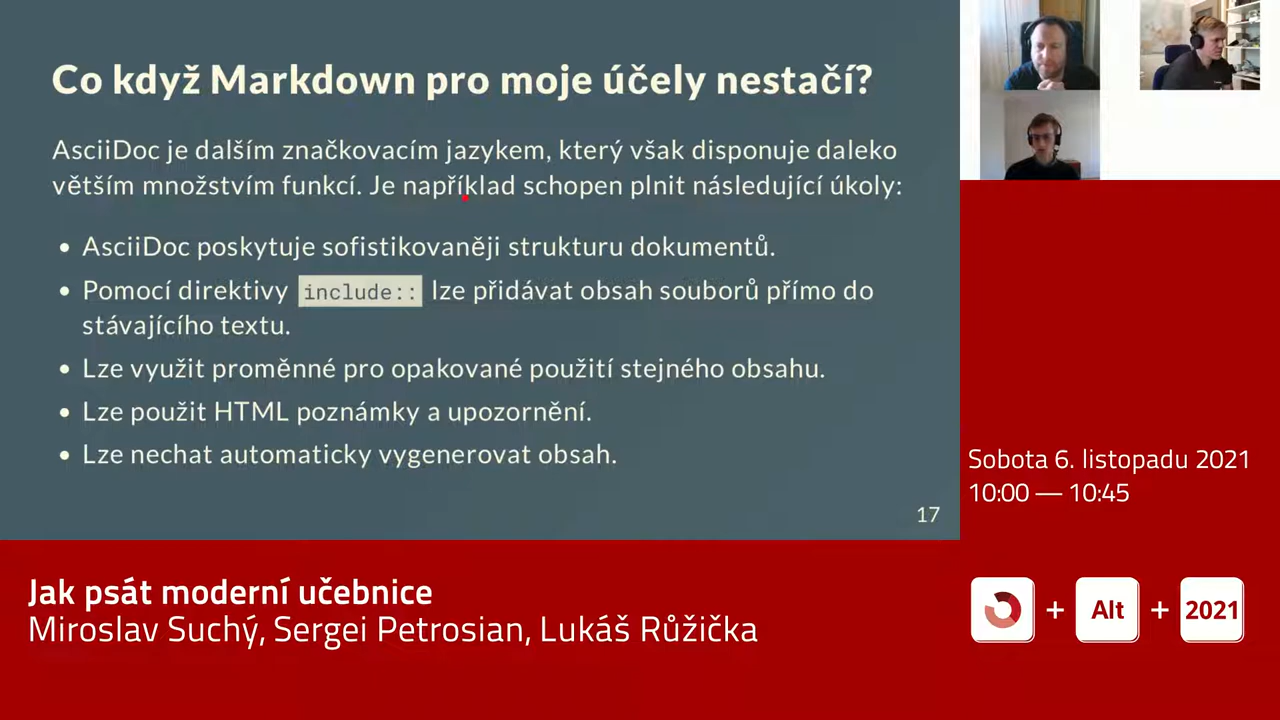 Co když Markdown pro moje účely nestačí?
AsciiDoc je dalším značkovacím jazykem, který však disponuje daleko
větším množstvím funkcí. Je například schopen plnit následující úkoly:
• AsciiDoc poskytuje sofistikovaněji strukturu dokumentů.
• Pomocí direktivy include:: lze přidávat obsah souborů přímo do
stávajícího textu.
• Lze využit proměnné pro opakované použití stejného obsahu.
• Lze použit HTML poznámky a upozornění.
• Lze nechat automaticky vygenerovat obsah.
17
Sobota 6. listopadu 2021
10:00 — 10:45
Jak psát moderní učebnice
Miroslav Suchý, Sergei Petrosian, Lukáš Růžička
+ Alt + 2021